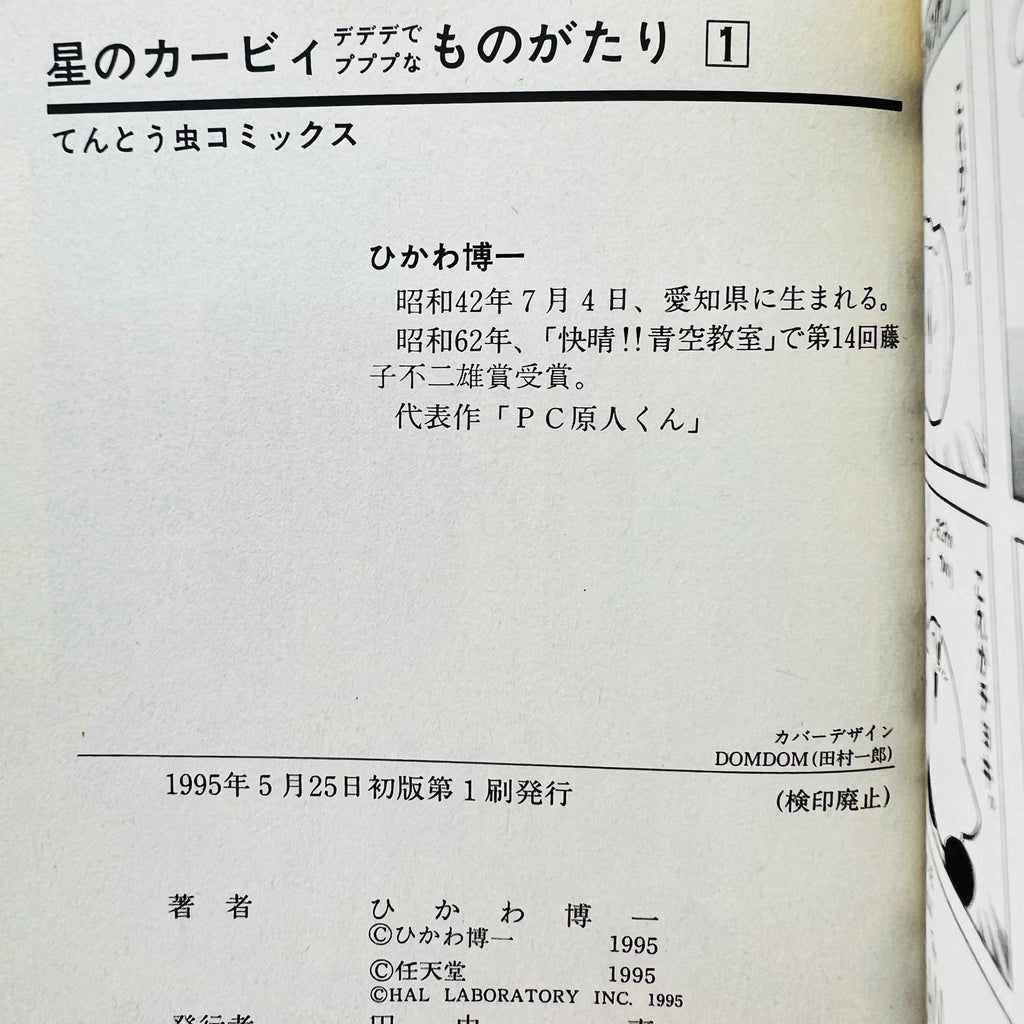 星のカービィ デデデで
プププな ものがたり 1
てんとう虫コミックス
ひかわ博一
昭和42年7月4日、愛知県に生まれる。
昭和62年、「快晴!!青空教室」で第14回藤
子不二雄賞受賞。
代表作「ＰＣ原人くん」
カバーデザイン
DOMDOM(田村一郎)
1995年5月25日初版第1刷発行
(検印廃止)
著者 ひかわ博一
©ひかわ博一 1995
©任天堂 1995
©HAL LABORATORY INC. 1995